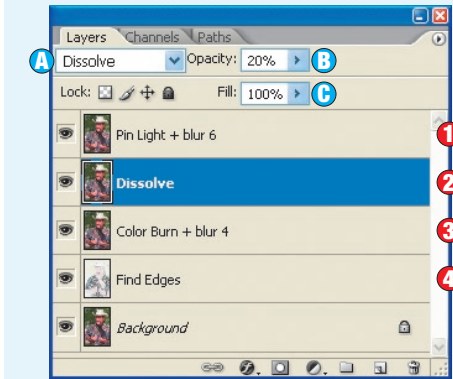 Layers Channels Paths
A Dissolve Opacity: 20% B
Lock: Fill: 100% C
Pin Light + blur 6 1
Dissolve 2
Color Burn + blur 4 3
Find Edges 4
Background